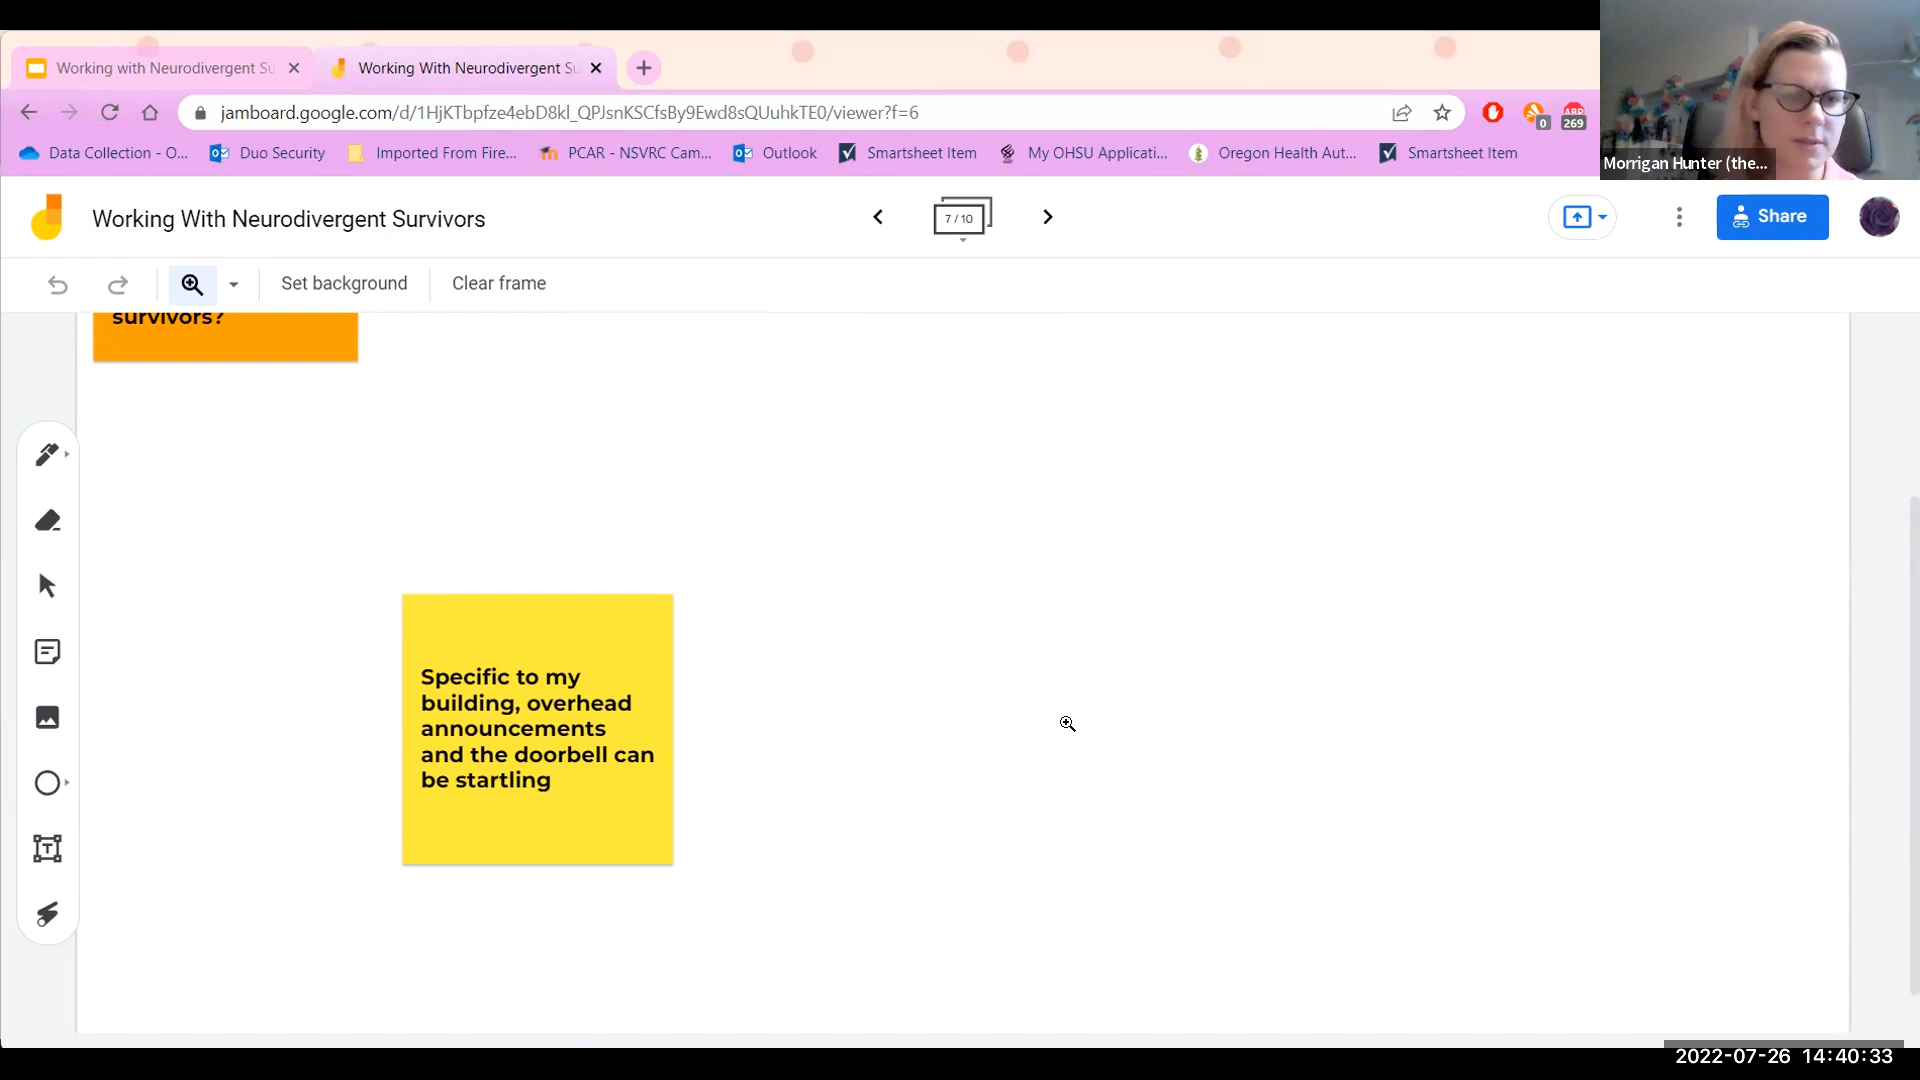 Working with Neurodivergent Su
Working With Neurodivergent Su
jamboard.google.com/d/1HjKTbpfze4ebD8kl_QPJsnKSCfsBy9Ewd8sQUuhkTE0/viewer?f=6
0
ABP
269
Data Collection - O...
Duo Security
Imported From Fire...
PCAR - NSVRC Cam...
Outlook
Smartsheet Item
My OHSU Applicati...
Oregon Health Aut...
Smartsheet Item
Morrigan Hunter (the...
Working With Neurodivergent Survivors
7 / 10
Share
Set background
Clear frame
survivors?
Specific to my
building, overhead
announcements
and the doorbell can
be startling
2022-07-26 14:40:33